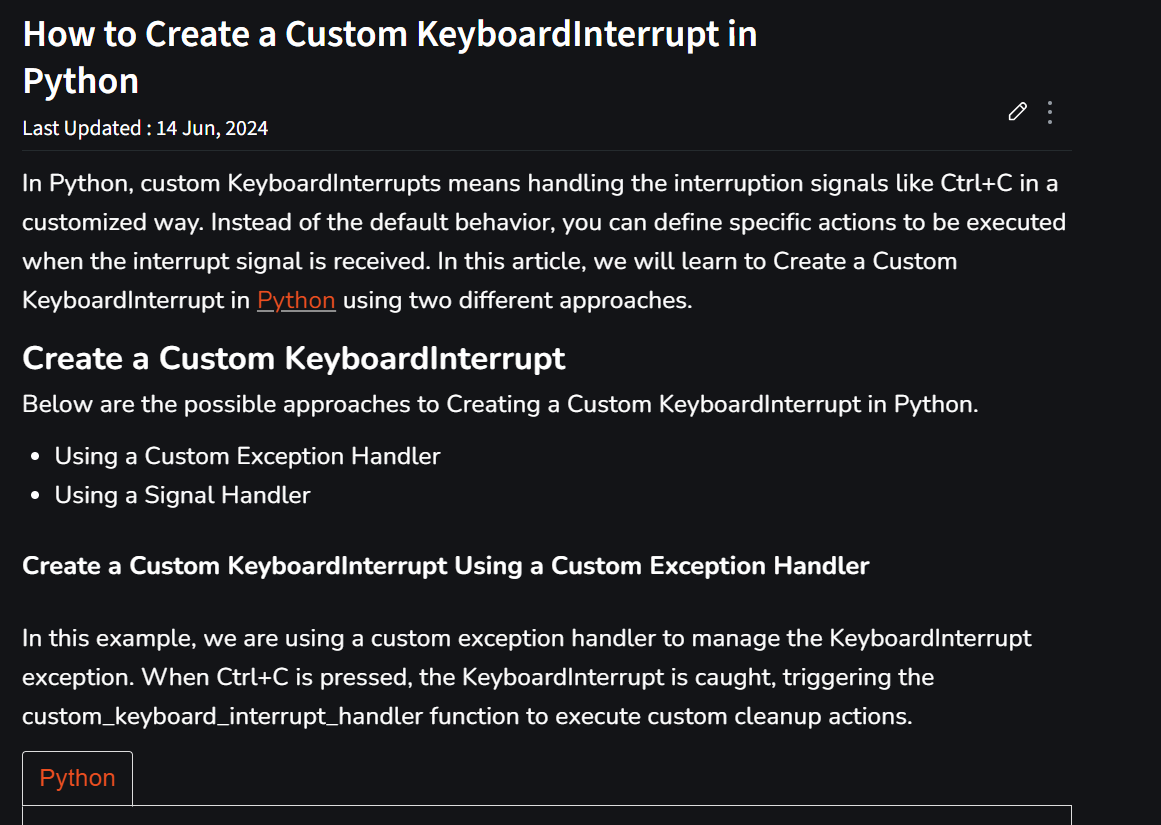 How to Create a Custom KeyboardInterrupt in
Python
Last Updated : 14 Jun, 2024
In Python, custom KeyboardInterrupts means handling the interruption signals like Ctrl+C in a
customized way. Instead of the default behavior, you can define specific actions to be executed
when the interrupt signal is received. In this article, we will learn to Create a Custom
KeyboardInterrupt in Python using two different approaches.
Create a Custom KeyboardInterrupt
Below are the possible approaches to Creating a Custom KeyboardInterrupt in Python.
• Using a Custom Exception Handler
• Using a Signal Handler
Create a Custom KeyboardInterrupt Using a Custom Exception Handler
In this example, we are using a custom exception handler to manage the KeyboardInterrupt
exception. When Ctrl+C is pressed, the KeyboardInterrupt is caught, triggering the
custom_keyboard_interrupt_handler function to execute custom cleanup actions.
Python